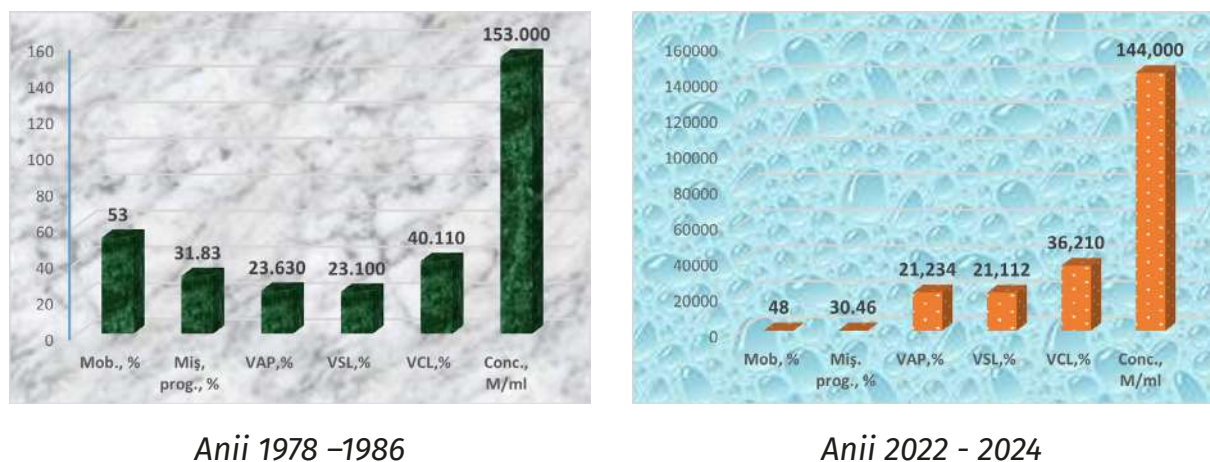 153.000
160
140
120
100
80
60
40
20
0
53
31.83
23.630
23.100
40.110
Mob., %
Miș,
prog., %
VAP,%
VSL,%
VCL,%
Conc.,
M/ml
Anii 1978 –1986
144,000
160000
140000
120000
100000
80000
60000
40000
20000
0
48
30.46
21,234
21,112
36,210
Mob, %
Miș.
prog., %
VAP,%
VSL,%
VCL,%
Conc.,
M/ml
Anii 2022 - 2024